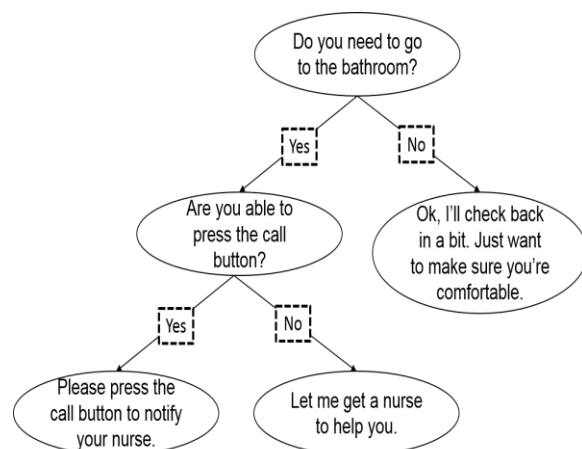 Do you need to go
to the bathroom?
Yes
No
Are you able to
press the call
button?
Ok, I'll check back
in a bit. Just want
to make sure you're
comfortable.
Yes
No
Please press the
call button to notify
your nurse.
Let me get a nurse
to help you.